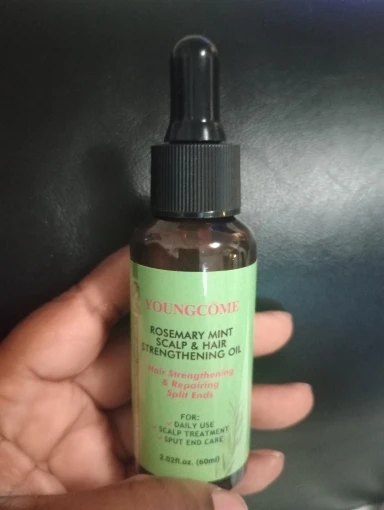 YOUNGCOME
ROSEMARY MINT
SCALP & HAIR
STRENGTHENING OIL
Hair Strengthening
& Repairing
Split Ends
FOR:
✓ DAILY USE
✓ SCALP TREATMENT
✓ SPUT END CARE
2.02fl.oz. (60ml)